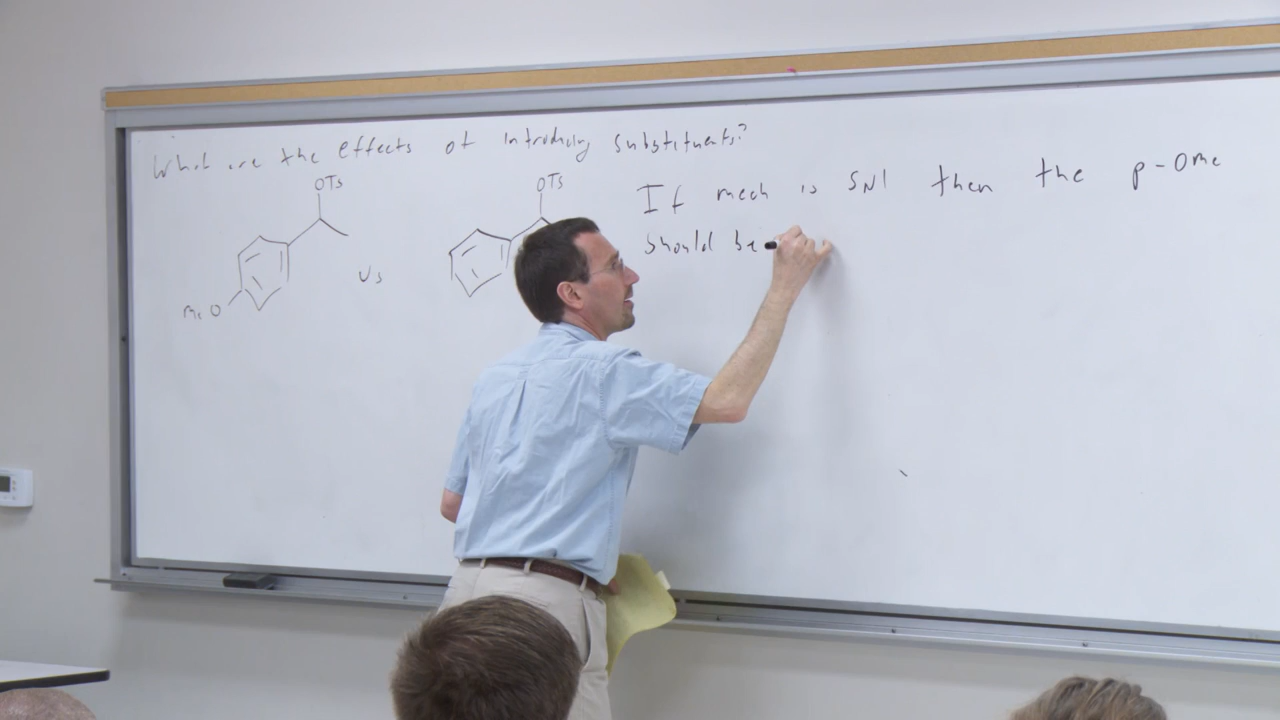 What are the effects of introducing substituents?
OTs
OTs
MeO
vs
If mech is SN1 then the p-OMe
should be